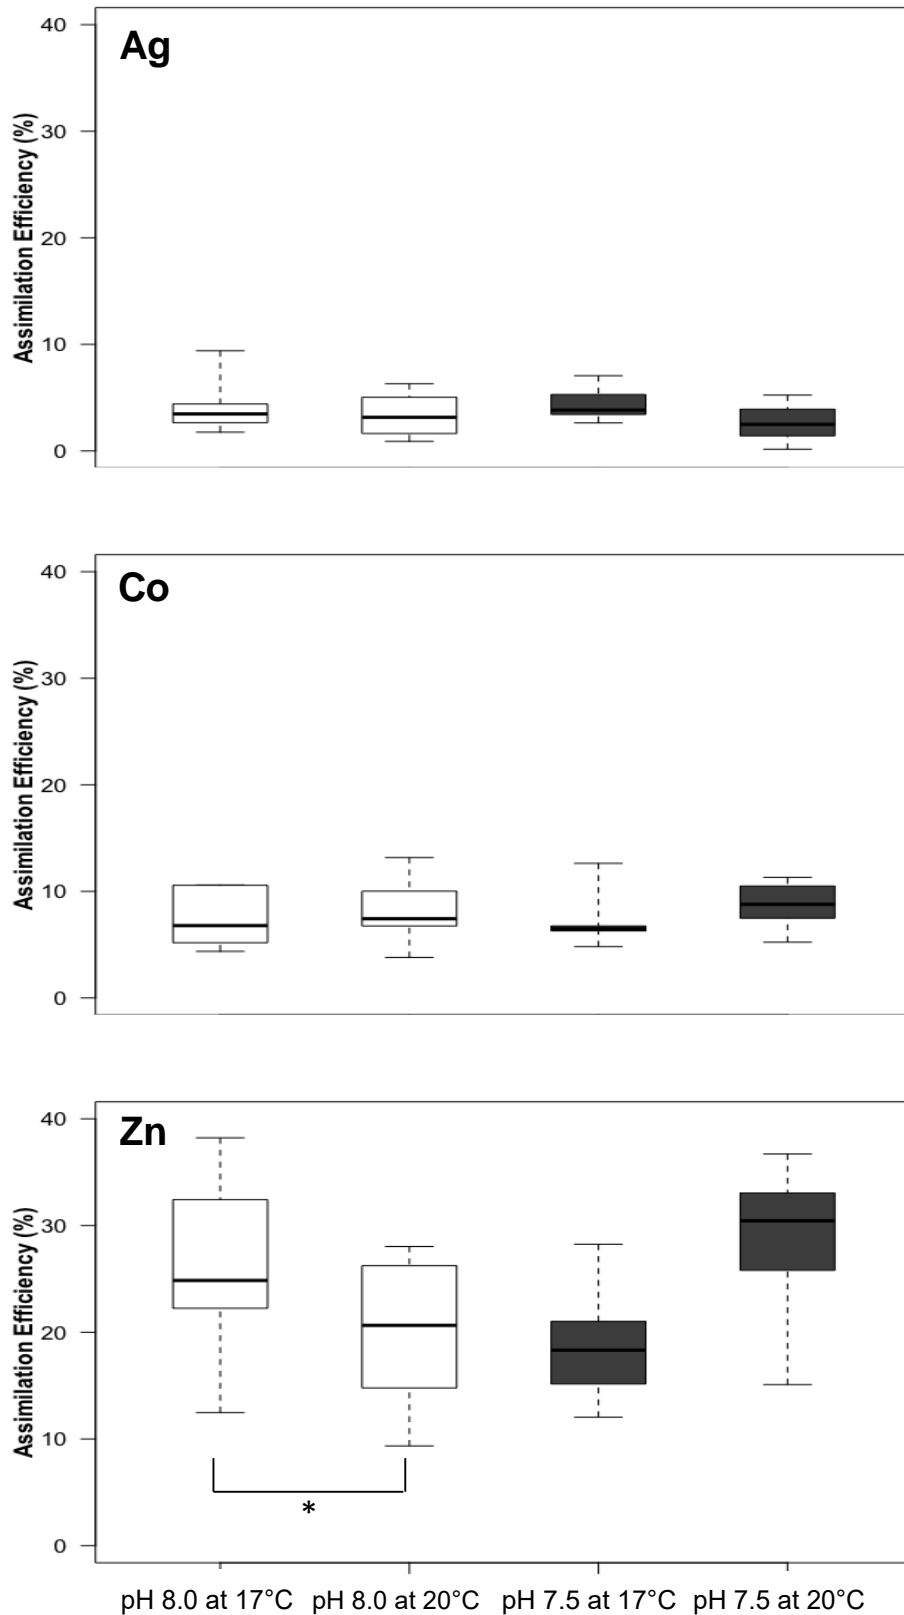 Ag
Assimilation Efficiency (%)
40
30
20
10
0
Co
Assimilation Efficiency (%)
40
30
20
10
0
Zn
Assimilation Efficiency (%)
40
30
20
10
0
*
pH 8.0 at 17°C pH 8.0 at 20°C pH 7.5 at 17°C pH 7.5 at 20°C